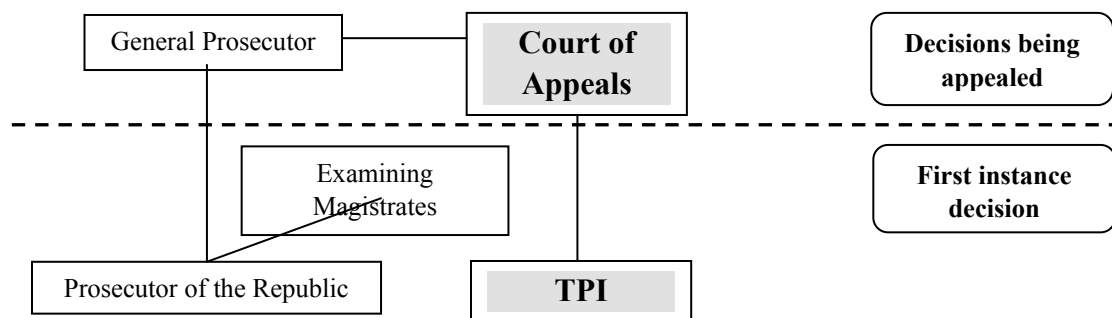 General Prosecutor
Court of
Appeals
Decisions being
appealed
Examining
Magistrates
First instance
decision
Prosecutor of the Republic
TPI